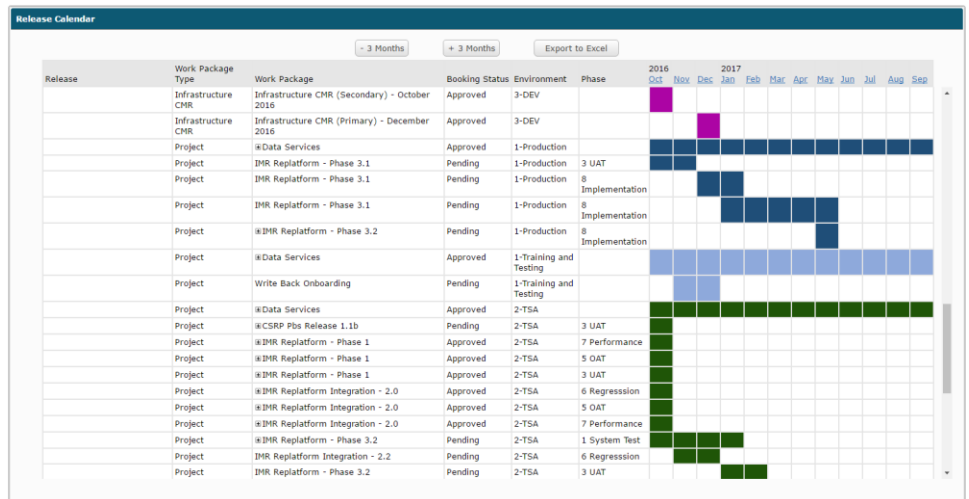 Release Calendar
- 3 Months + 3 Months Export to Excel
Release Work Package Type Work Package Booking Status Environment Phase 2016 Oct Nov Dec 2017 Jan Feb Mar Apr May Jun Jul Aug Sep
Infrastructure CMR Infrastructure CMR (Secondary) - October 2016 Approved 3-DEV
Infrastructure CMR Infrastructure CMR (Primary) - December 2016 Approved 3-DEV
Project Data Services Approved 1-Production
Project IMR Replatform - Phase 3.1 Pending 1-Production 3 UAT
Project IMR Replatform - Phase 3.1 Pending 1-Production 8 Implementation
Project IMR Replatform - Phase 3.1 Pending 1-Production 8 Implementation
Project IMR Replatform - Phase 3.2 Pending 1-Production 8 Implementation
Project Data Services Approved 1-Training and Testing
Project Write Back Onboarding Pending 1-Training and Testing
Project Data Services Approved 2-TSA
Project CSRP Pbs Release 1.1b Pending 2-TSA 3 UAT
Project IMR Replatform - Phase 1 Approved 2-TSA 7 Performance
Project IMR Replatform - Phase 1 Approved 2-TSA 5 OAT
Project IMR Replatform - Phase 1 Approved 2-TSA 3 UAT
Project IMR Replatform Integration - 2.0 Approved 2-TSA 6 Regresssion
Project IMR Replatform Integration - 2.0 Approved 2-TSA 5 OAT
Project IMR Replatform Integration - 2.0 Approved 2-TSA 7 Performance
Project IMR Replatform - Phase 3.2 Pending 2-TSA 1 System Test
Project IMR Replatform Integration - 2.2 Pending 2-TSA 6 Regresssion
Project IMR Replatform - Phase 3.2 Pending 2-TSA 3 UAT